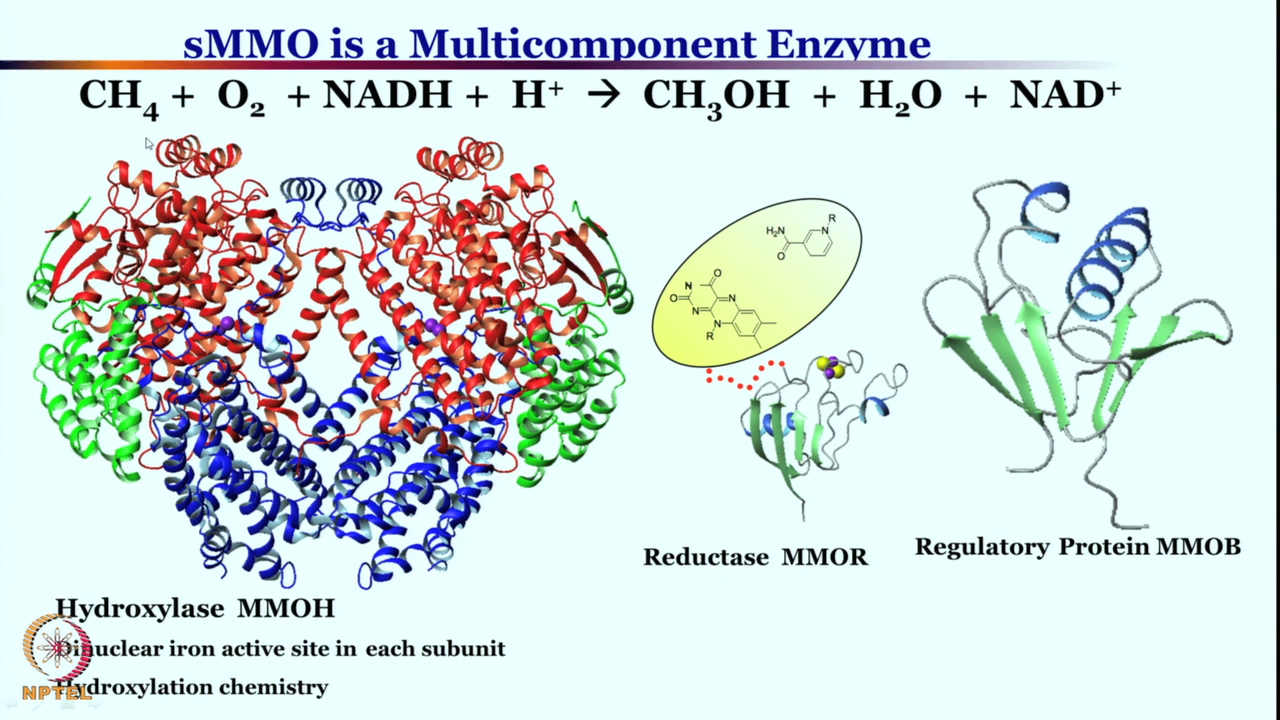 sMMO is a Multicomponent Enzyme
CH₄ + O₂ + NADH + H⁺ → CH₃OH + H₂O + NAD⁺
R
H₂N
N
O
O
N
O
N
N
N
R
Reductase MMOR
Regulatory Protein MMOB
Hydroxylase MMOH
Dinuclear iron active site in each subunit
Hydroxylation chemistry
NPTEL